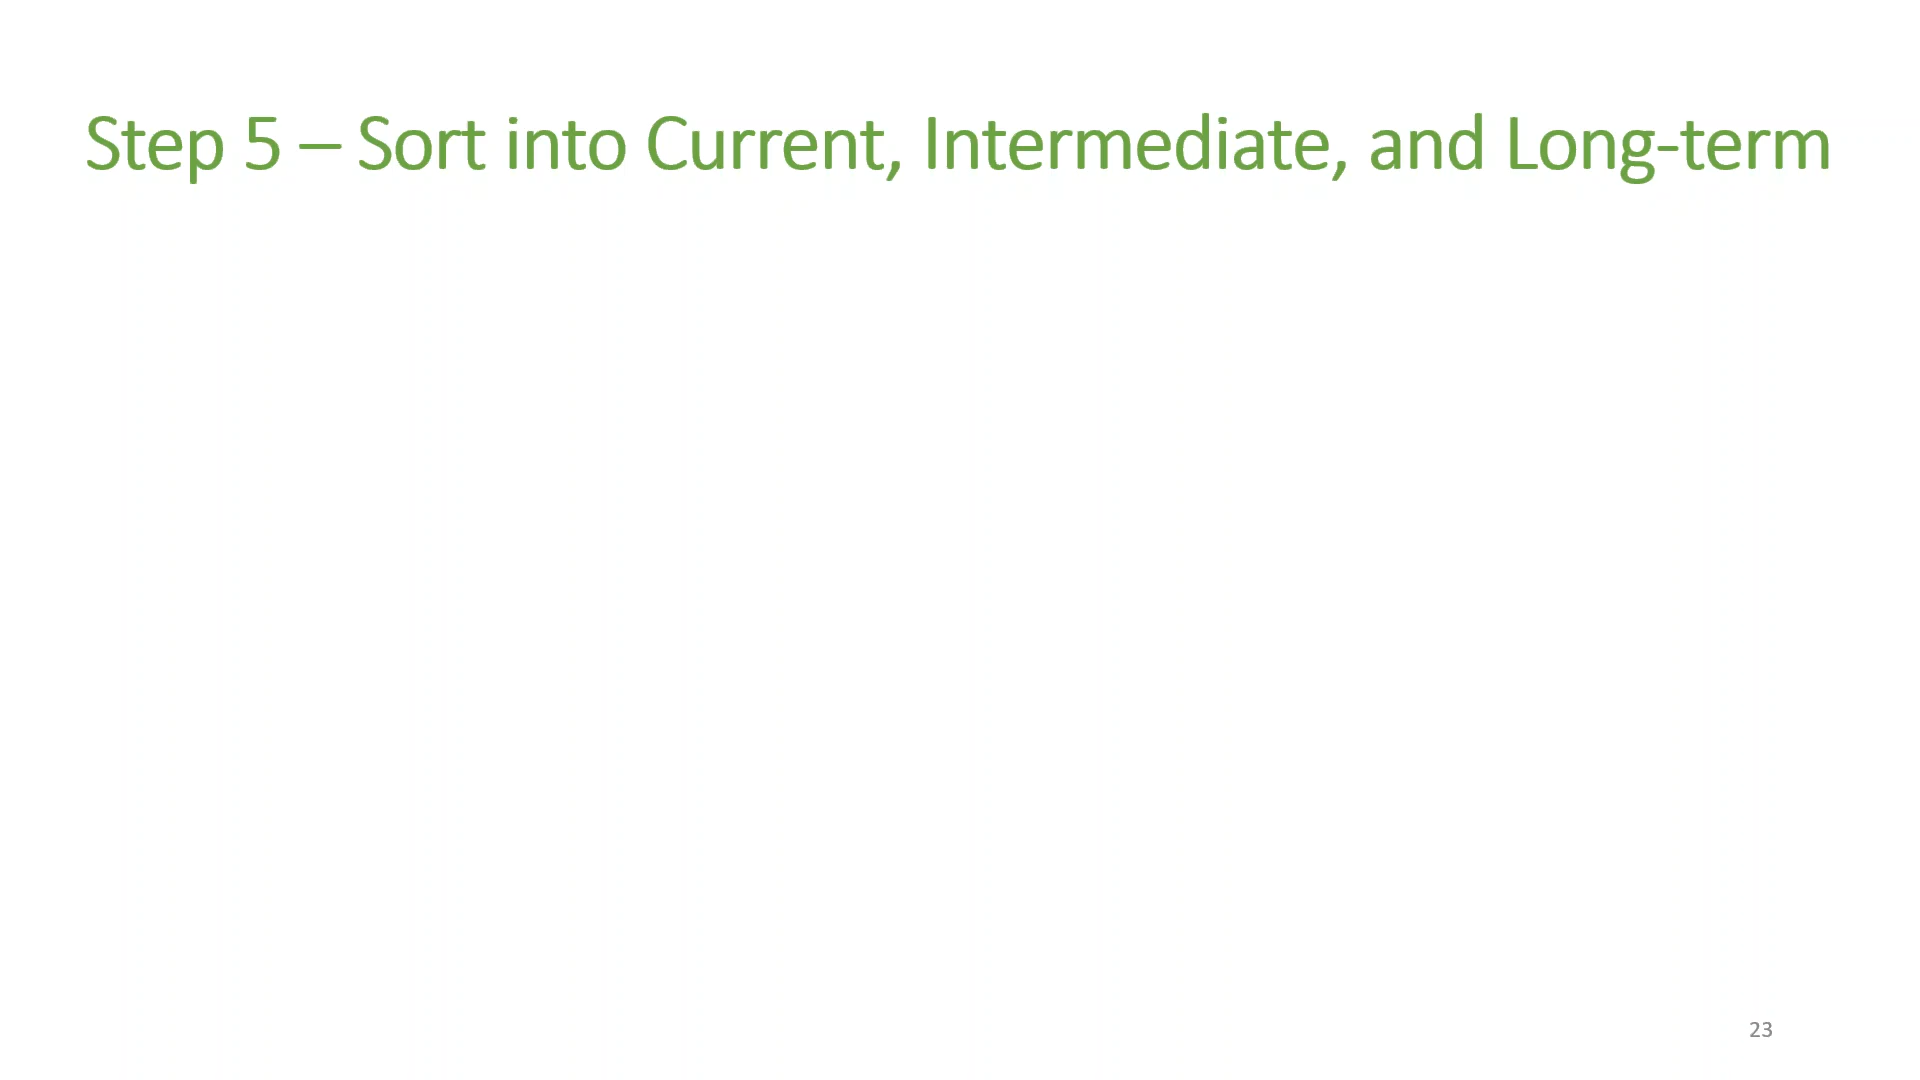 Step 5 – Sort into Current, Intermediate, and Long-term
23